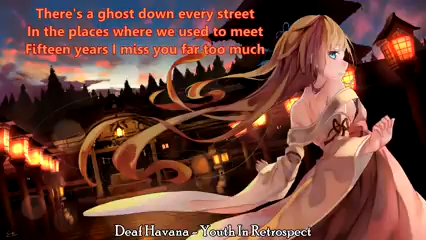 There's a ghost down every street
In the places where we used to meet
Fifteen years I miss you far too much
Deaf Havana - Youth In Retrospect